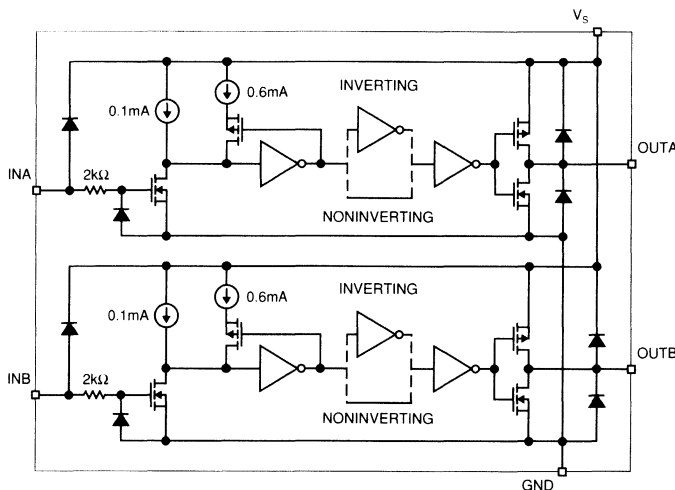 V_S
0.6mA
INVERTING
0.1mA
OUTA
INA
2kΩ
NONINVERTING
INVERTING
0.6mA
0.1mA
OUTB
INB
2kΩ
NONINVERTING
GND